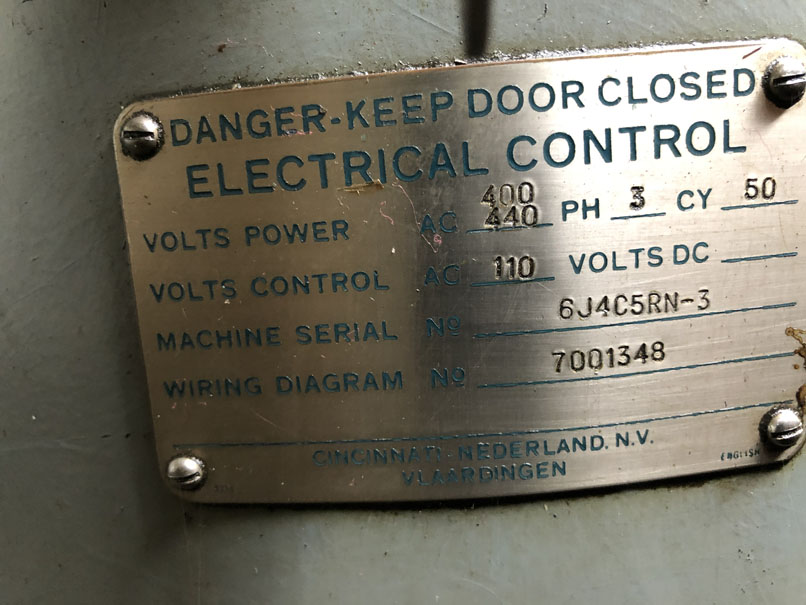 DANGER-KEEP DOOR CLOSED
ELECTRICAL CONTROL
VOLTS POWER AC 400 440 PH 3 CY 50
VOLTS CONTROL AC 110 VOLTS DC
MACHINE SERIAL Nº 6J4C5RN-3
WIRING DIAGRAM Nº 7001348
CINCINNATI-NEDERLAND.N.V.
VLAARDINGEN
ENGLISH